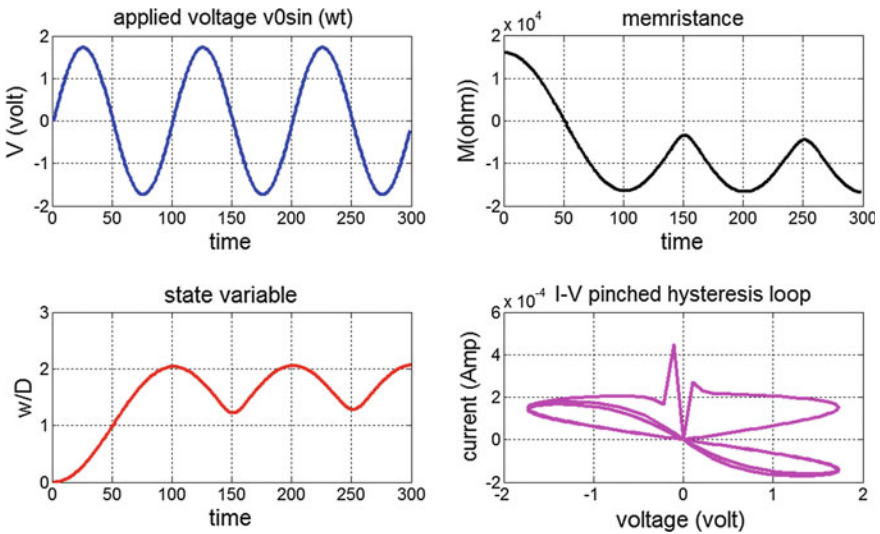 applied voltage v0sin (wt)
V (volt)
2
1
0
-1
-2
0 50 100 150 200 250 300
time
x 10^4
memristance
M(ohm))
2
1
0
-1
-2
0 50 100 150 200 250 300
time
state variable
w/D
3
2
1
0
0 50 100 150 200 250 300
time
x 10^-4
I-V pinched hysteresis loop
current (Amp)
6
4
2
0
-2
-2 -1 0 1 2
voltage (volt)